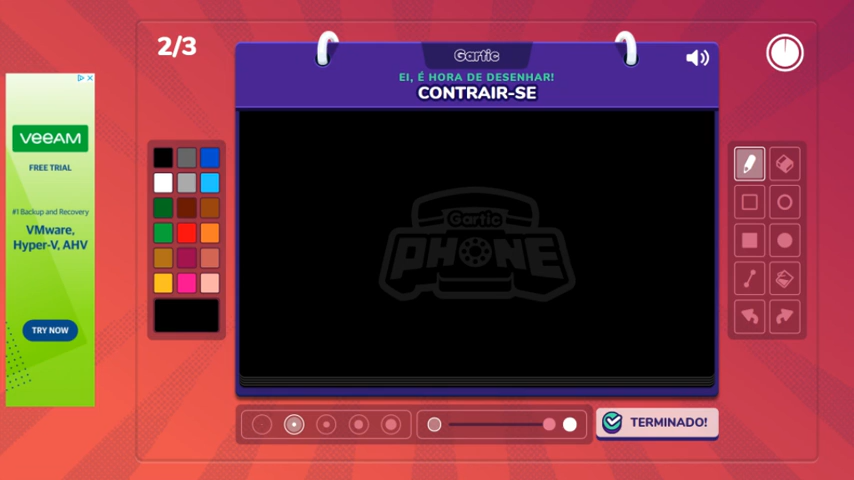 2/3
Gartic
EI, É HORA DE DESENHAR!
CONTRAIR-SE
veeAM
FREE TRIAL
#1 Backup and Recovery
VMware,
Hyper-V, AHV
TRY NOW
Gartic
PHONE
TERMINADO!